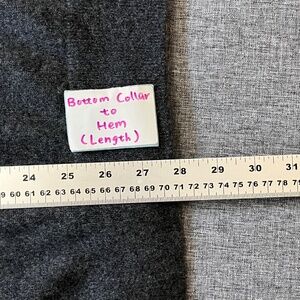 Bottom Collar
to
Hem
(Length)
24 25 26 27 28 29 30 31
60 61 62 63 64 65 66 67 68 69 70 71 72 73 74 75 76 77 78